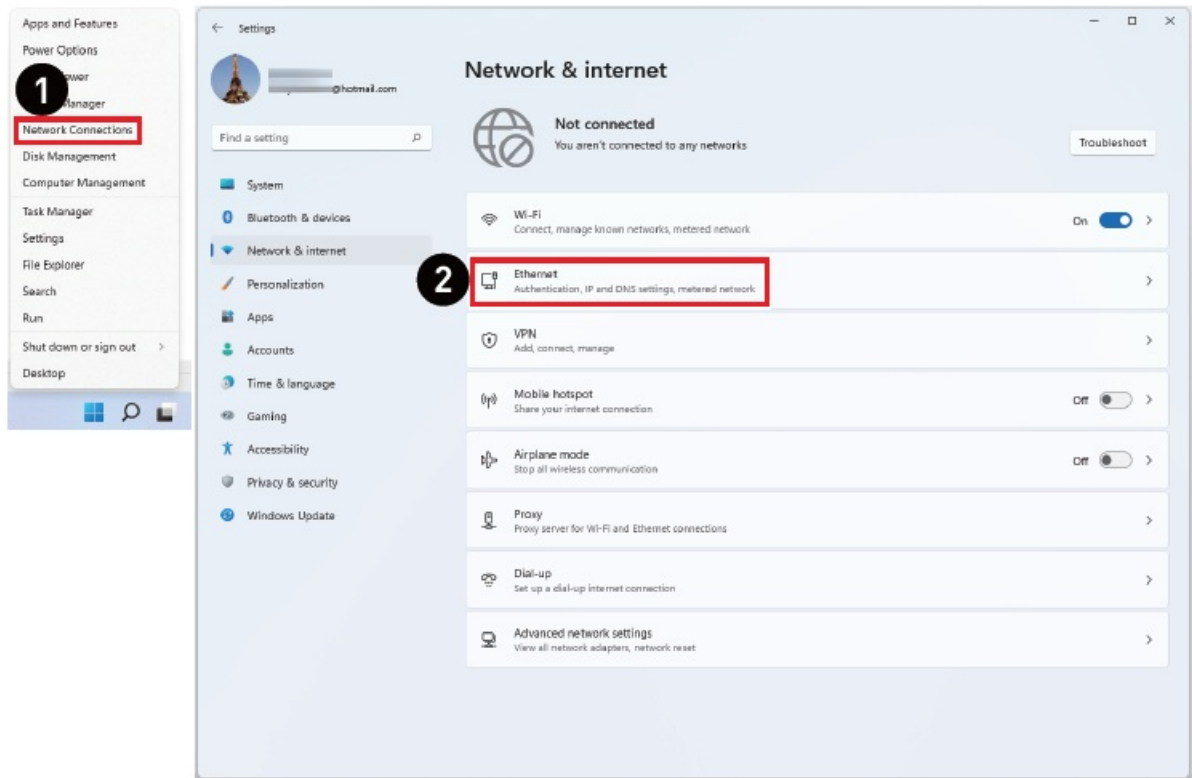 Apps and Features
Power Options
ower
1
Manager
Network Connections
Disk Management
Computer Management
Task Manager
Settings
File Explorer
Search
Run
Shut down or sign out
Desktop
Settings
@hotmail.com
Find a setting
System
Bluetooth & devices
Network & internet
Personalization
Apps
Accounts
Time & language
Gaming
Accessibility
Privacy & security
Windows Update
Network & internet
Not connected
You aren't connected to any networks
Troubleshoot
Wi-Fi
Connect, manage known networks, metered network
On
2
Ethernet
Authentication, IP and DNS settings, metered network
VPN
Add, connect, manage
Mobile hotspot
Share your internet connection
Off
Airplane mode
Stop all wireless communication
Off
Proxy
Proxy server for Wi-Fi and Ethernet connections
Dial-up
Set up a dial-up internet connection
Advanced network settings
View all network adapters, network reset